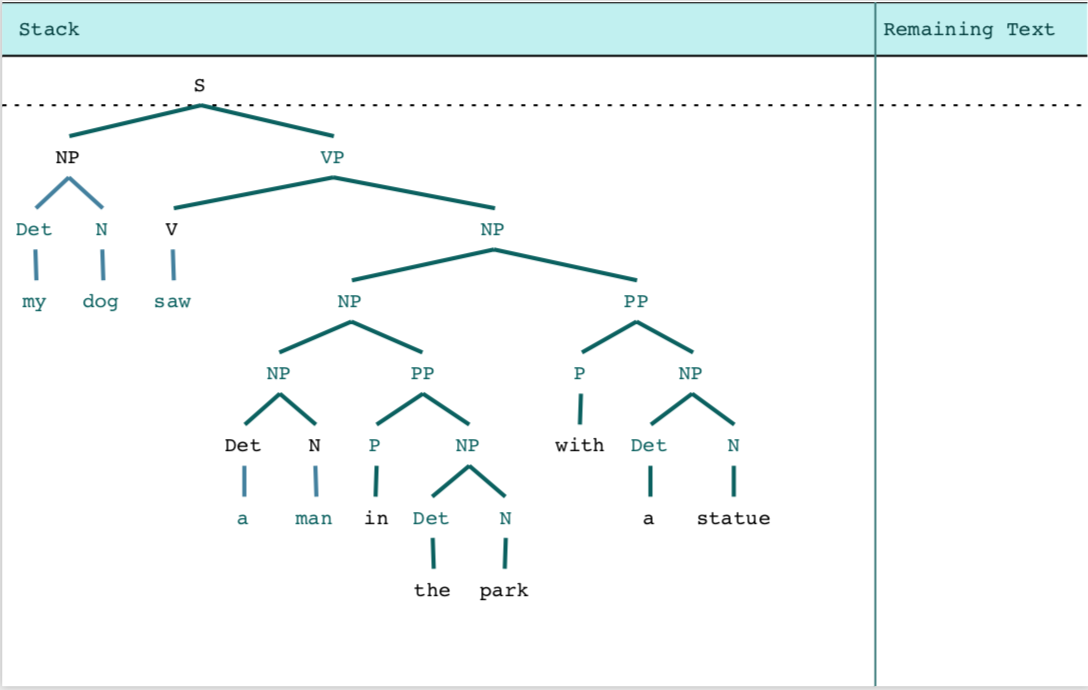 Stack Remaining Text
S
NP VP
Det N V NP
my dog saw NP PP
NP PP P NP
Det N P NP with Det N
a man in Det N a statue
the park